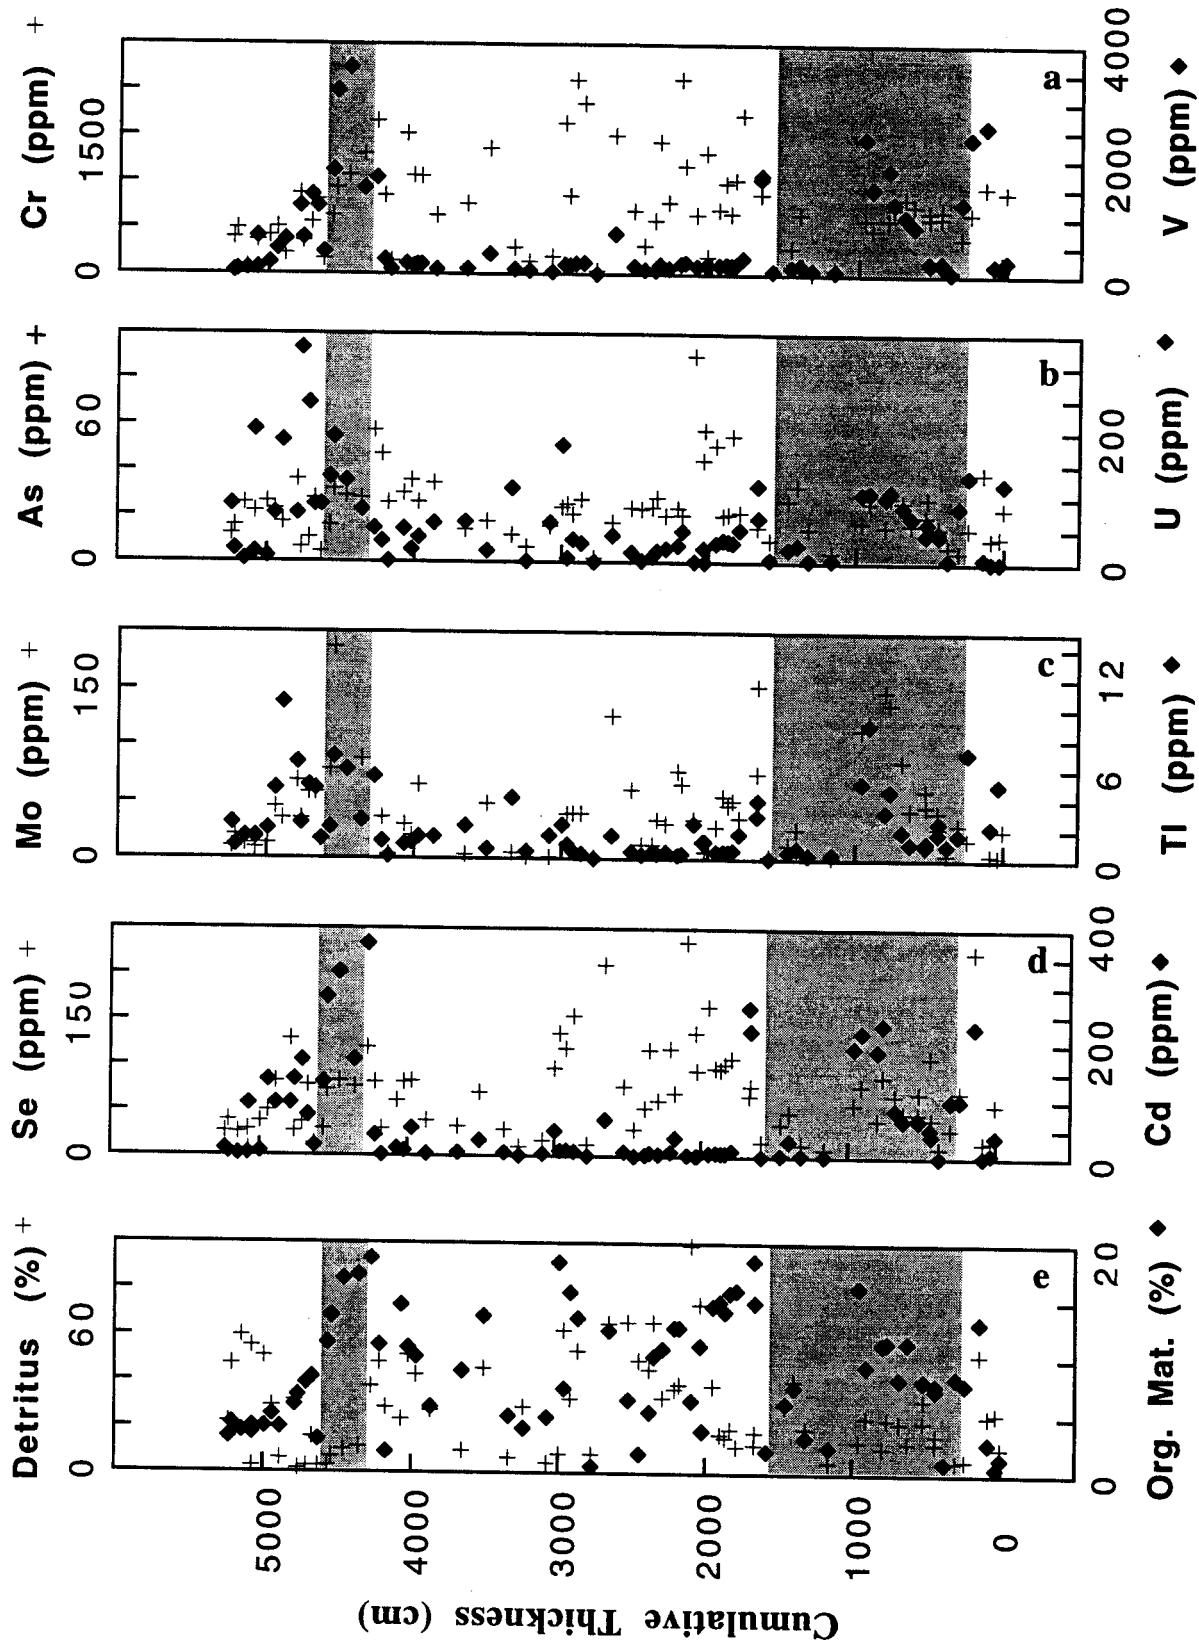 Cr (ppm) +
0
1500
a
0
2000
4000
V (ppm) ◆
As (ppm) +
0
60
b
0
200
U (ppm) ◆
Mo (ppm) +
0
150
c
0
6
12
Tl (ppm) ◆
Se (ppm) +
0
150
d
0
200
400
Cd (ppm) ◆
Detritus (%) +
0
60
e
0
20
Org. Mat. (%) ◆
5000
4000
3000
2000
1000
0
Cumulative Thickness (cm)